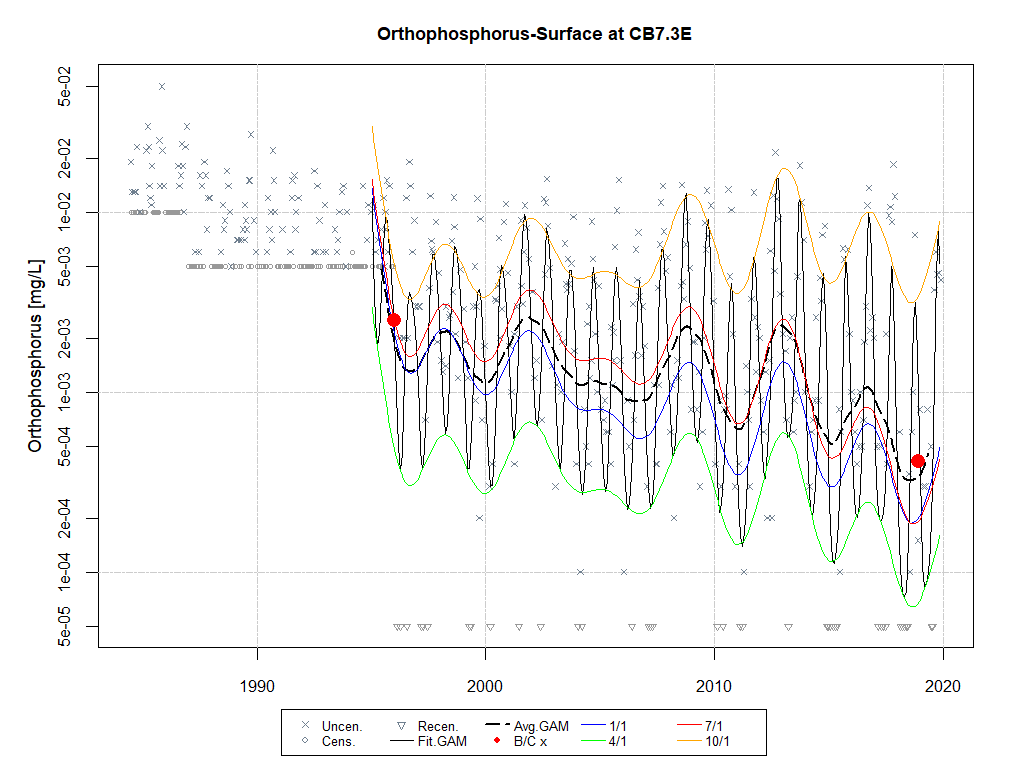 Orthophosphorus-Surface at CB7.3E
Orthophosphorus [mg/L]
5e-02
2e-02
1e-02
5e-03
2e-03
1e-03
5e-04
2e-04
1e-04
5e-05
1990 2000 2010 2020
Uncen. Recen. Avg.GAM 1/1 7/1
Cens. Fit.GAM B/C x 4/1 10/1